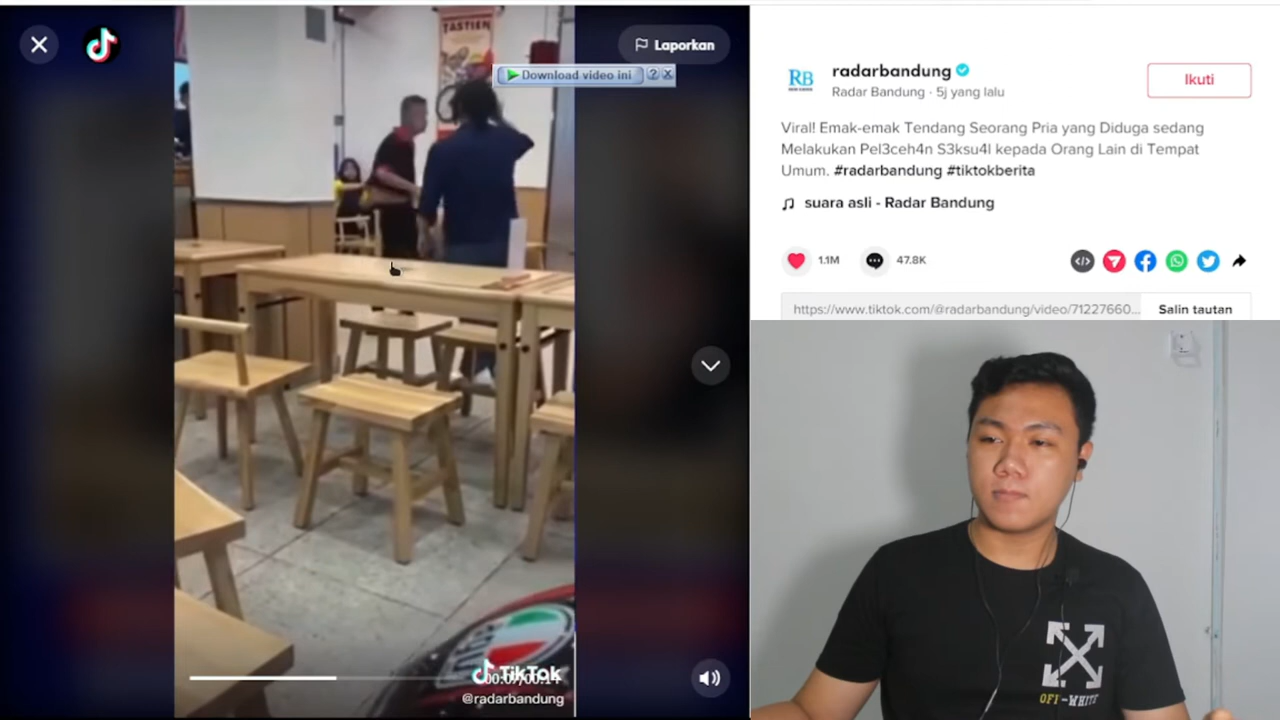 TASTIEN
Laporkan
Download video ini
?
X
TikTok
@radarbandung
RB
radarbandung
Radar Bandung · 5j yang lalu
Ikuti
Viral! Emak-emak Tendang Seorang Pria yang Diduga sedang
Melakukan Pel3ceh4n S3ksu4l kepada Orang Lain di Tempat
Umum. #radarbandung #tiktokberita
suara asli - Radar Bandung
1.1M
47.8K
https://www.tiktok.com/@radarbandung/video/71227660...
Salin tautan
OFF-WHITE